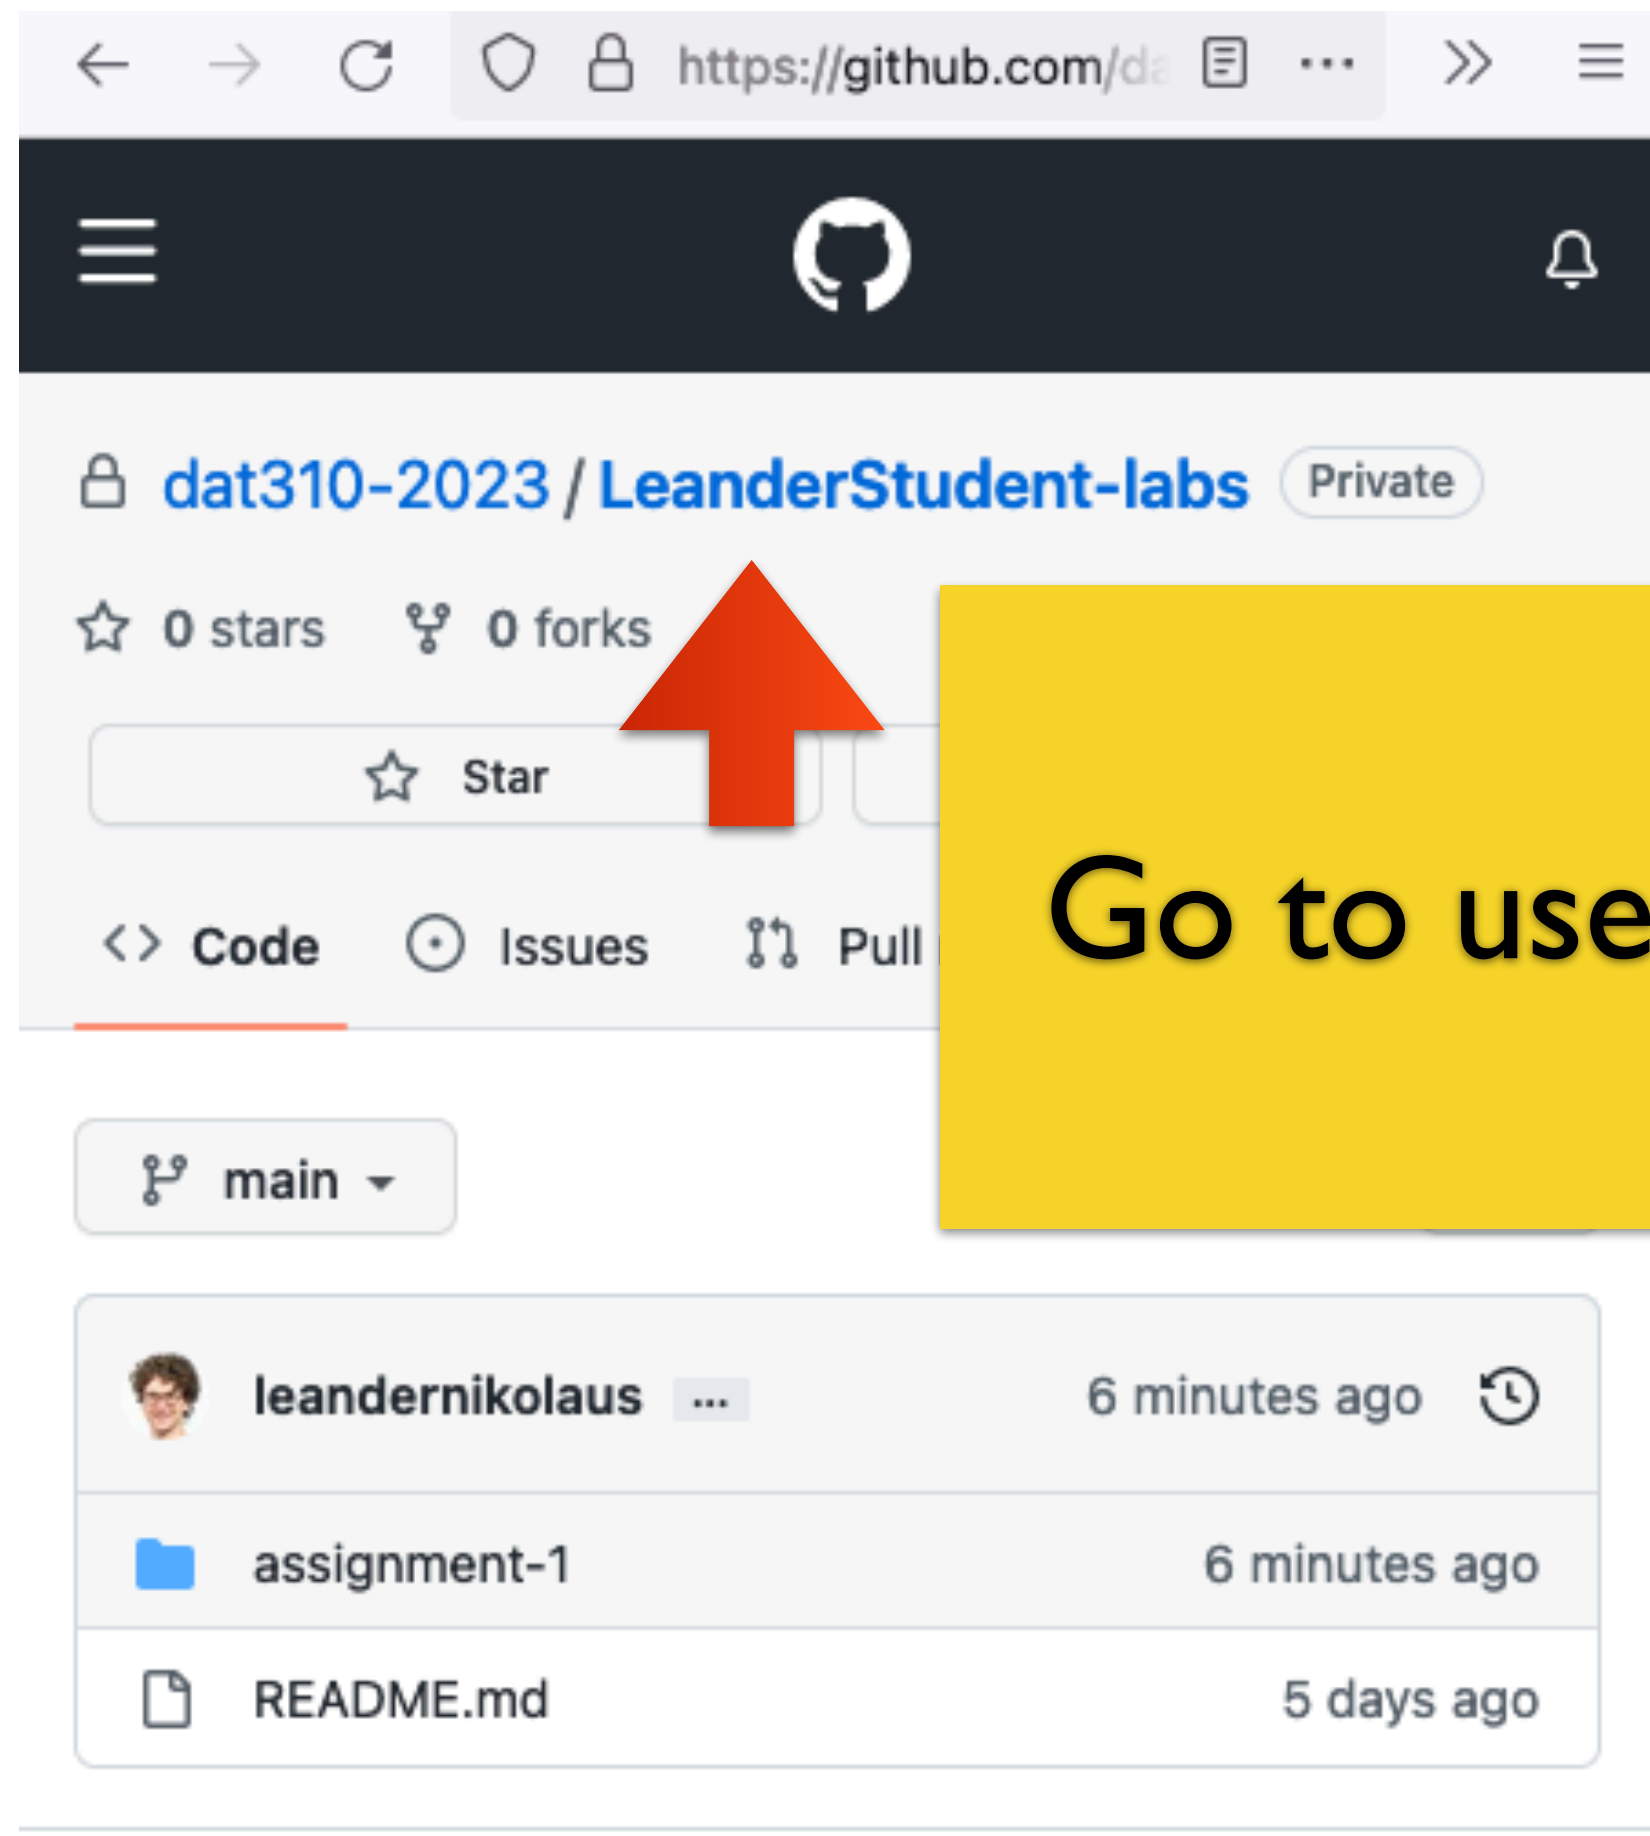 https://github.com/da
dat310-2023 / LeanderStudent-labs Private
0 stars 0 forks
Star
Go to use
Code Issues Pull
main
leandernikolaus ... 6 minutes ago
assignment-1 6 minutes ago
README.md 5 days ago